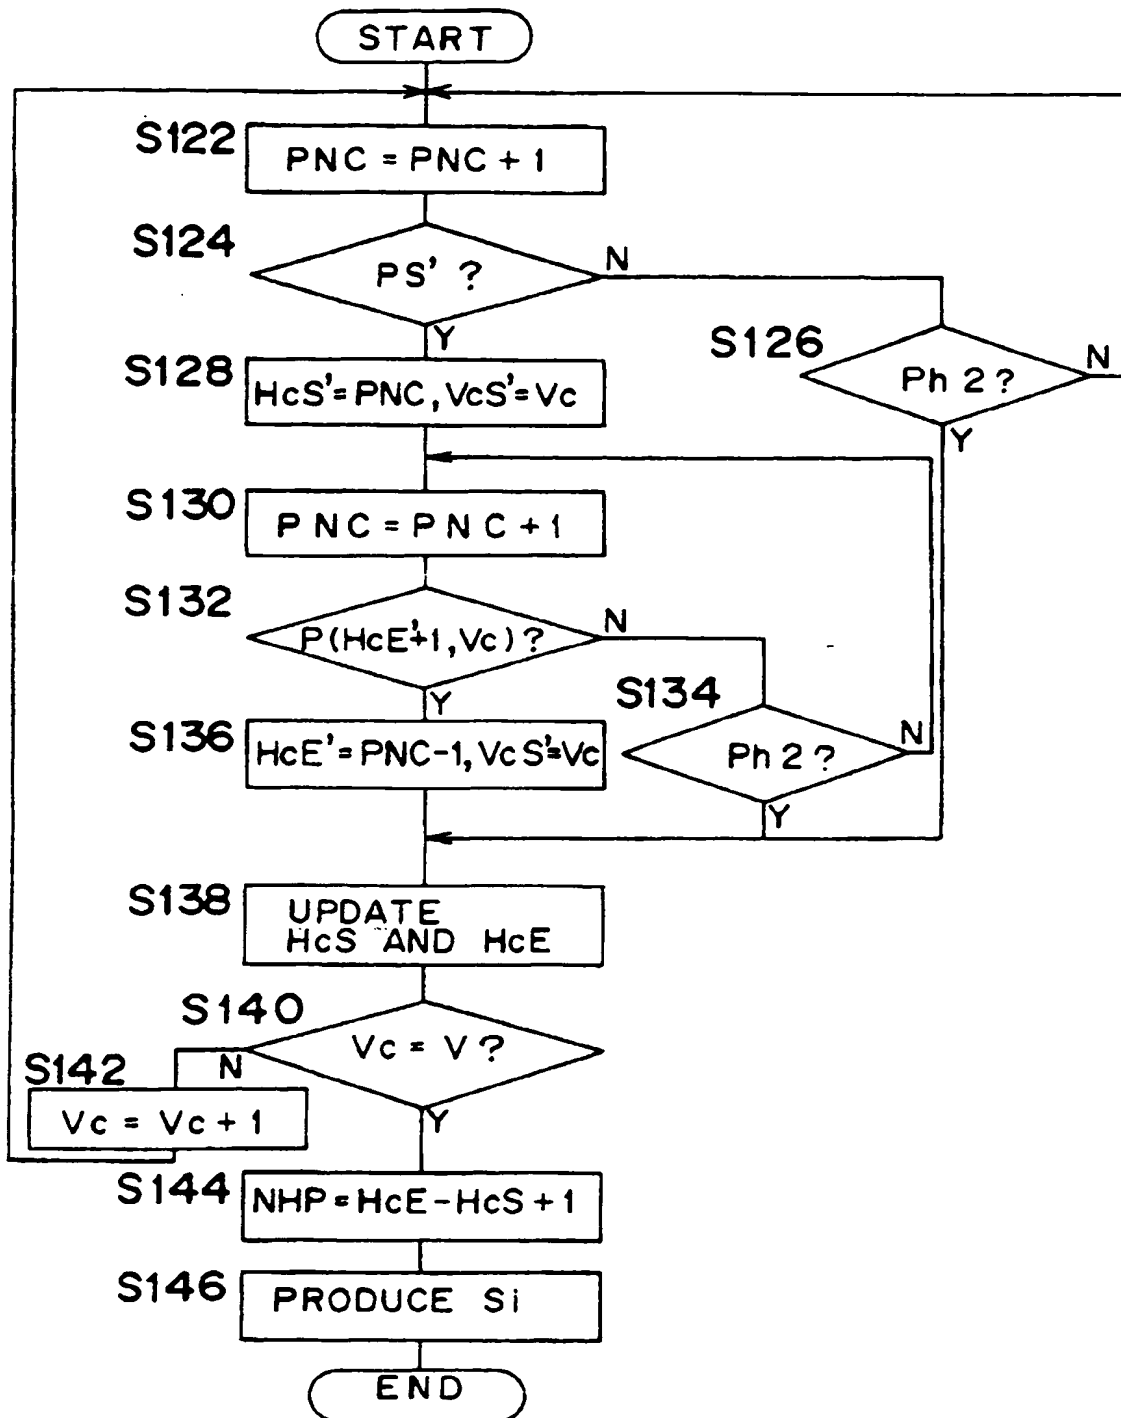 START
S122
PNC = PNC + 1
S124
PS' ?
N
Y
S126
Ph 2 ?
N
Y
S128
HcS' = PNC, VcS' = Vc
S130
PNC = PNC + 1
S132
P(HcE'+1, Vc) ?
N
Y
S134
Ph 2 ?
N
Y
S136
HcE' = PNC-1, VcS' = Vc
S138
UPDATE
HcS AND HcE
S140
Vc = V ?
N
Y
S142
Vc = Vc + 1
S144
NHP = HcE - HcS + 1
S146
PRODUCE Si
END